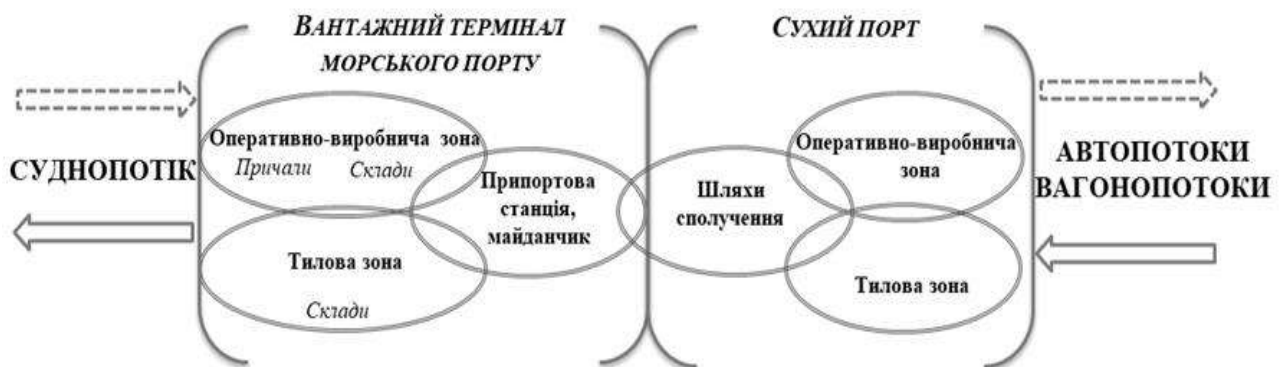 ВАНТАЖНИЙ ТЕРМІНАЛ
МОРСЬКОГО ПОРТУ
СУХИЙ ПОРТ
СУДНОПОТІК
Оперативно-виробнича зона
Причали Склади
Тилова зона
Склади
Припортова
станція,
майданчик
Шляхи
сполучення
Оперативно-виробнича
зона
Тилова зона
АВТОПОТОКИ
ВАГОНОПОТОКИ